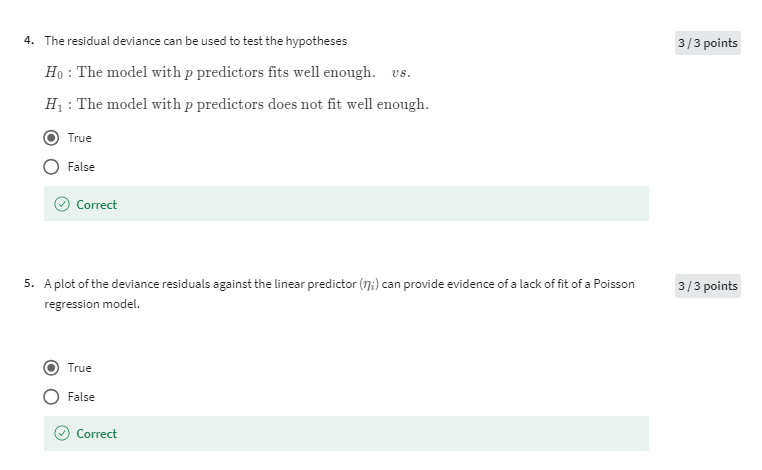 4. The residual deviance can be used to test the hypotheses
3 / 3 points
H₀ : The model with p predictors fits well enough. vs.
H₁ : The model with p predictors does not fit well enough.
True
False
Correct
5. A plot of the deviance residuals against the linear predictor (ηᵢ) can provide evidence of a lack of fit of a Poisson
regression model.
3 / 3 points
True
False
Correct